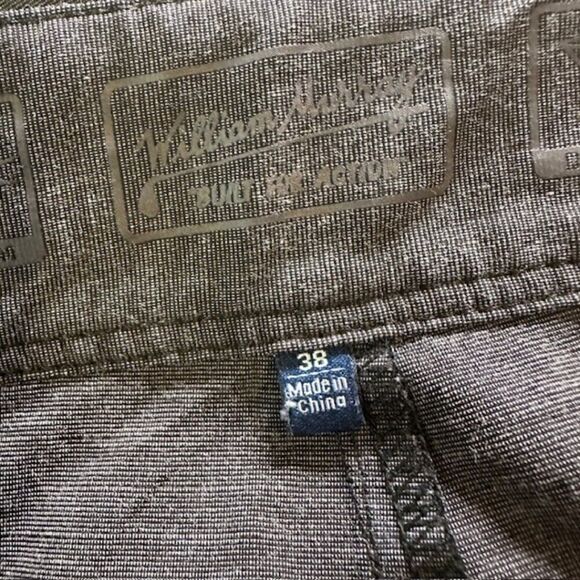 William Murray
BUILT FOR ACTION
38
Made in
China